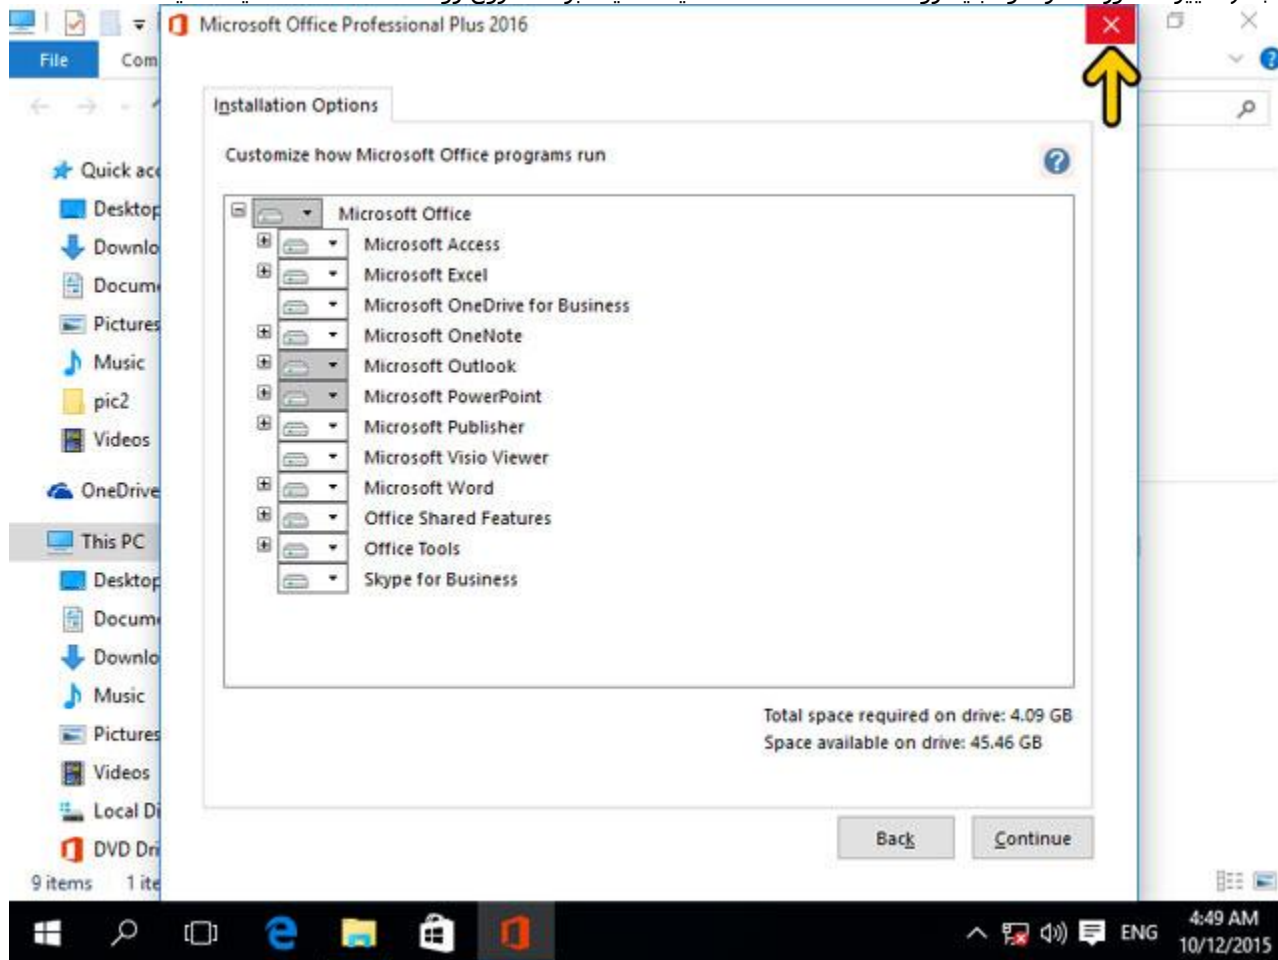 Microsoft Office Professional Plus 2016
File
Com
Installation Options
Customize how Microsoft Office programs run
Quick acc
Desktop
Downlo
Docum
Pictures
Music
pic2
Videos
OneDrive
This PC
Desktop
Docum
Downlo
Music
Pictures
Videos
Local Di
DVD Dri
9 items 1 ite
Microsoft Office
Microsoft Access
Microsoft Excel
Microsoft OneDrive for Business
Microsoft OneNote
Microsoft Outlook
Microsoft PowerPoint
Microsoft Publisher
Microsoft Visio Viewer
Microsoft Word
Office Shared Features
Office Tools
Skype for Business
Total space required on drive: 4.09 GB
Space available on drive: 45.46 GB
Back
Continue
ENG
4:49 AM
10/12/2015